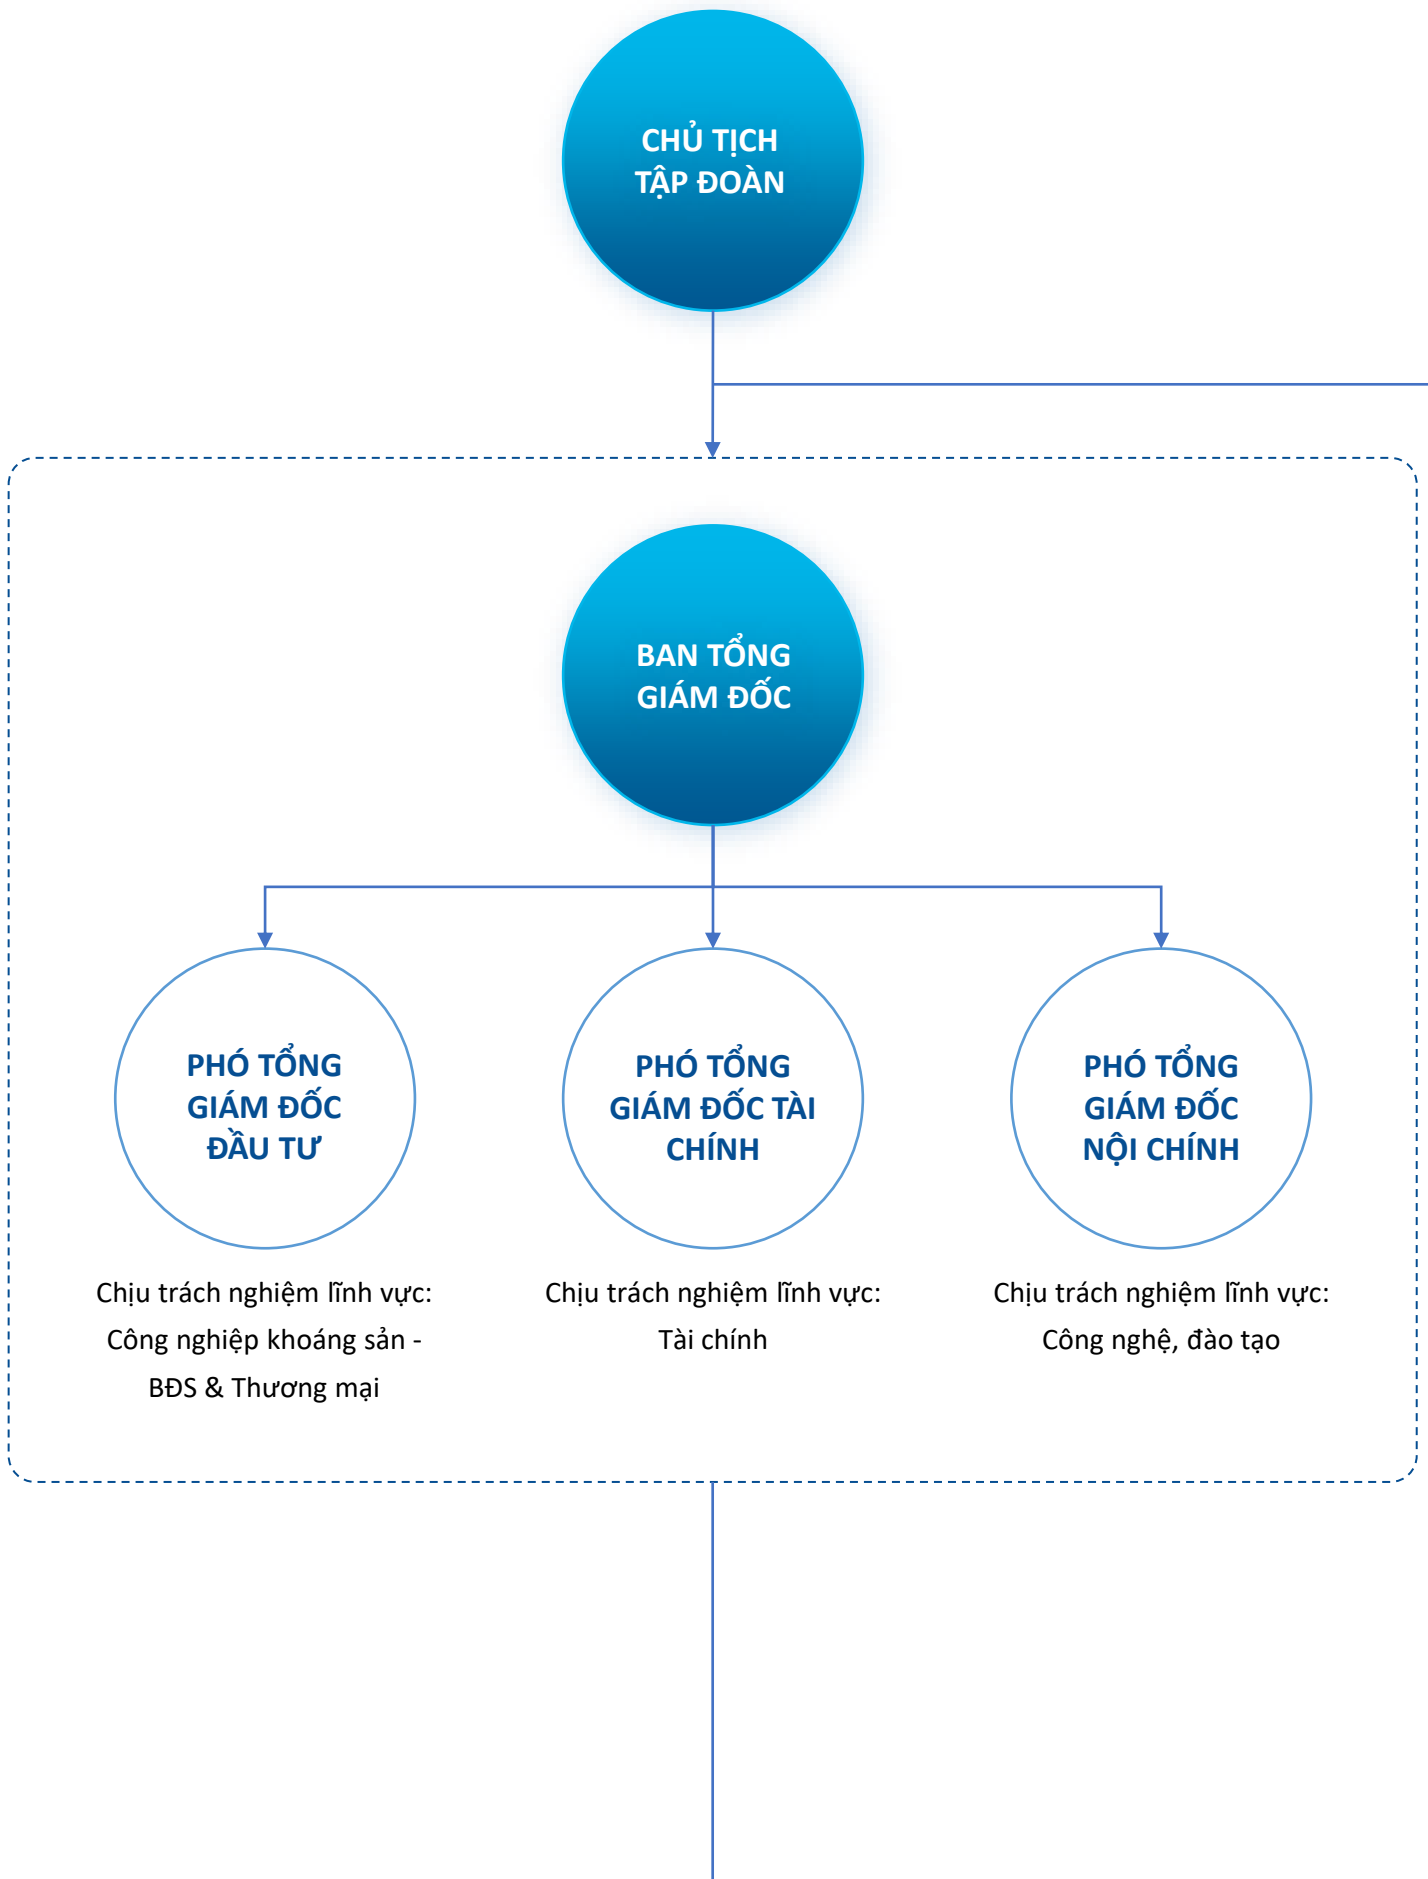 CHỦ TỊCH
TẬP ĐOÀN
BAN TỔNG
GIÁM ĐỐC
PHÓ TỔNG
GIÁM ĐỐC
ĐẦU TƯ
Chịu trách nghiệm lĩnh vực:
Công nghiệp khoáng sản -
BĐS & Thương mại
PHÓ TỔNG
GIÁM ĐỐC TÀI
CHÍNH
Chịu trách nghiệm lĩnh vực:
Tài chính
PHÓ TỔNG
GIÁM ĐỐC
NỘI CHÍNH
Chịu trách nghiệm lĩnh vực:
Công nghệ, đào tạo